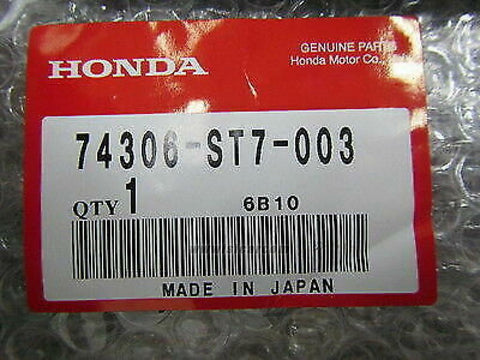 HONDA
GENUINE PARTS
Honda Motor Co.,
74306-ST7-003
QTY 1
6B10
MADE IN JAPAN